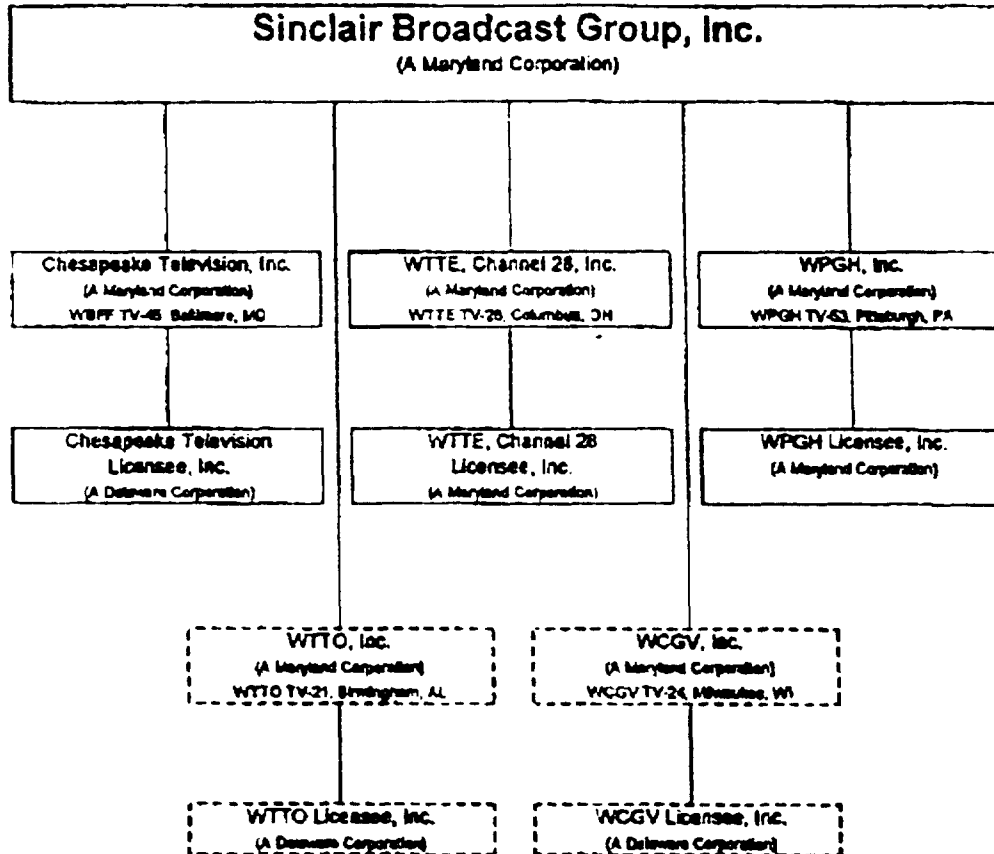 Sinclair Broadcast Group, Inc.
(A Maryland Corporation)
Chesapeake Television, Inc.
(A Maryland Corporation)
WBFF TV-45, Baltimore, MD
WTTE, Channel 28, Inc.
(A Maryland Corporation)
WTTE TV-28, Columbus, OH
WPGH, Inc.
(A Maryland Corporation)
WPGH TV-53, Pittsburgh, PA
Chesapeake Television
Licensee, Inc.
(A Delaware Corporation)
WTTE, Channel 28
Licensee, Inc.
(A Maryland Corporation)
WPGH Licensee, Inc.
(A Maryland Corporation)
WTTO, Inc.
(A Maryland Corporation)
WTTO TV-21, Birmingham, AL
WCGV, Inc.
(A Maryland Corporation)
WCGV TV-24, Milwaukee, WI
WTTO Licensee, Inc.
(A Delaware Corporation)
WCGV Licensee, Inc.
(A Delaware Corporation)